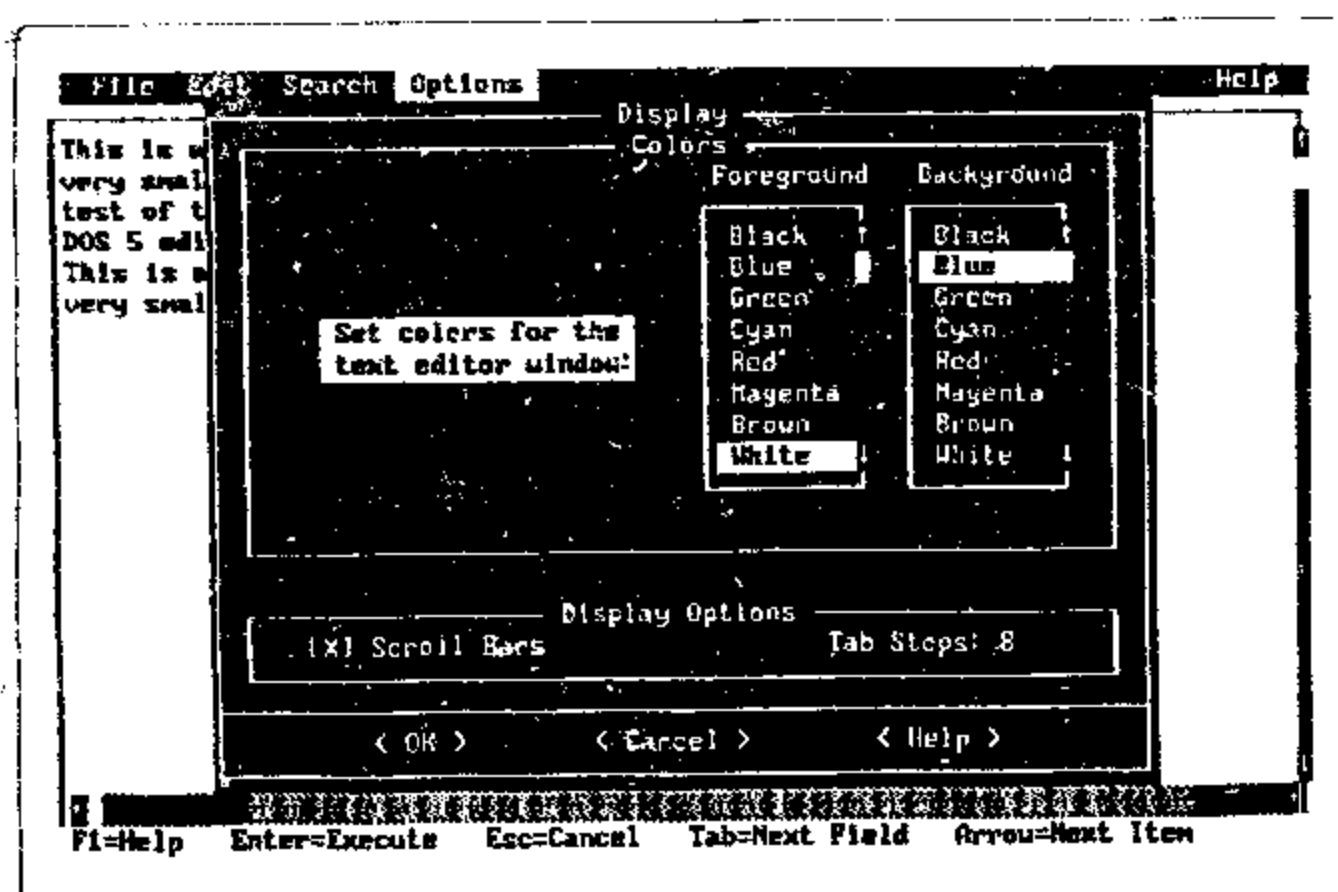 File Edit Search Options Help
Display
Colors
This is a
very smal
test of t
DOS 5 edi
This is a
very smal
Set colors for the
text editor window:
Foreground
Black ↑
Blue
Green
Cyan
Red
Magenta
Brown
White ↓
Background
Black ↑
Blue
Green
Cyan
Red
Magenta
Brown
White ↓
Display Options
[X] Scroll Bars Tab Stops: 8
< OK > < Cancel > < Help >
F1=Help Enter=Execute Esc=Cancel Tab=Next Field Arrow=Next Item